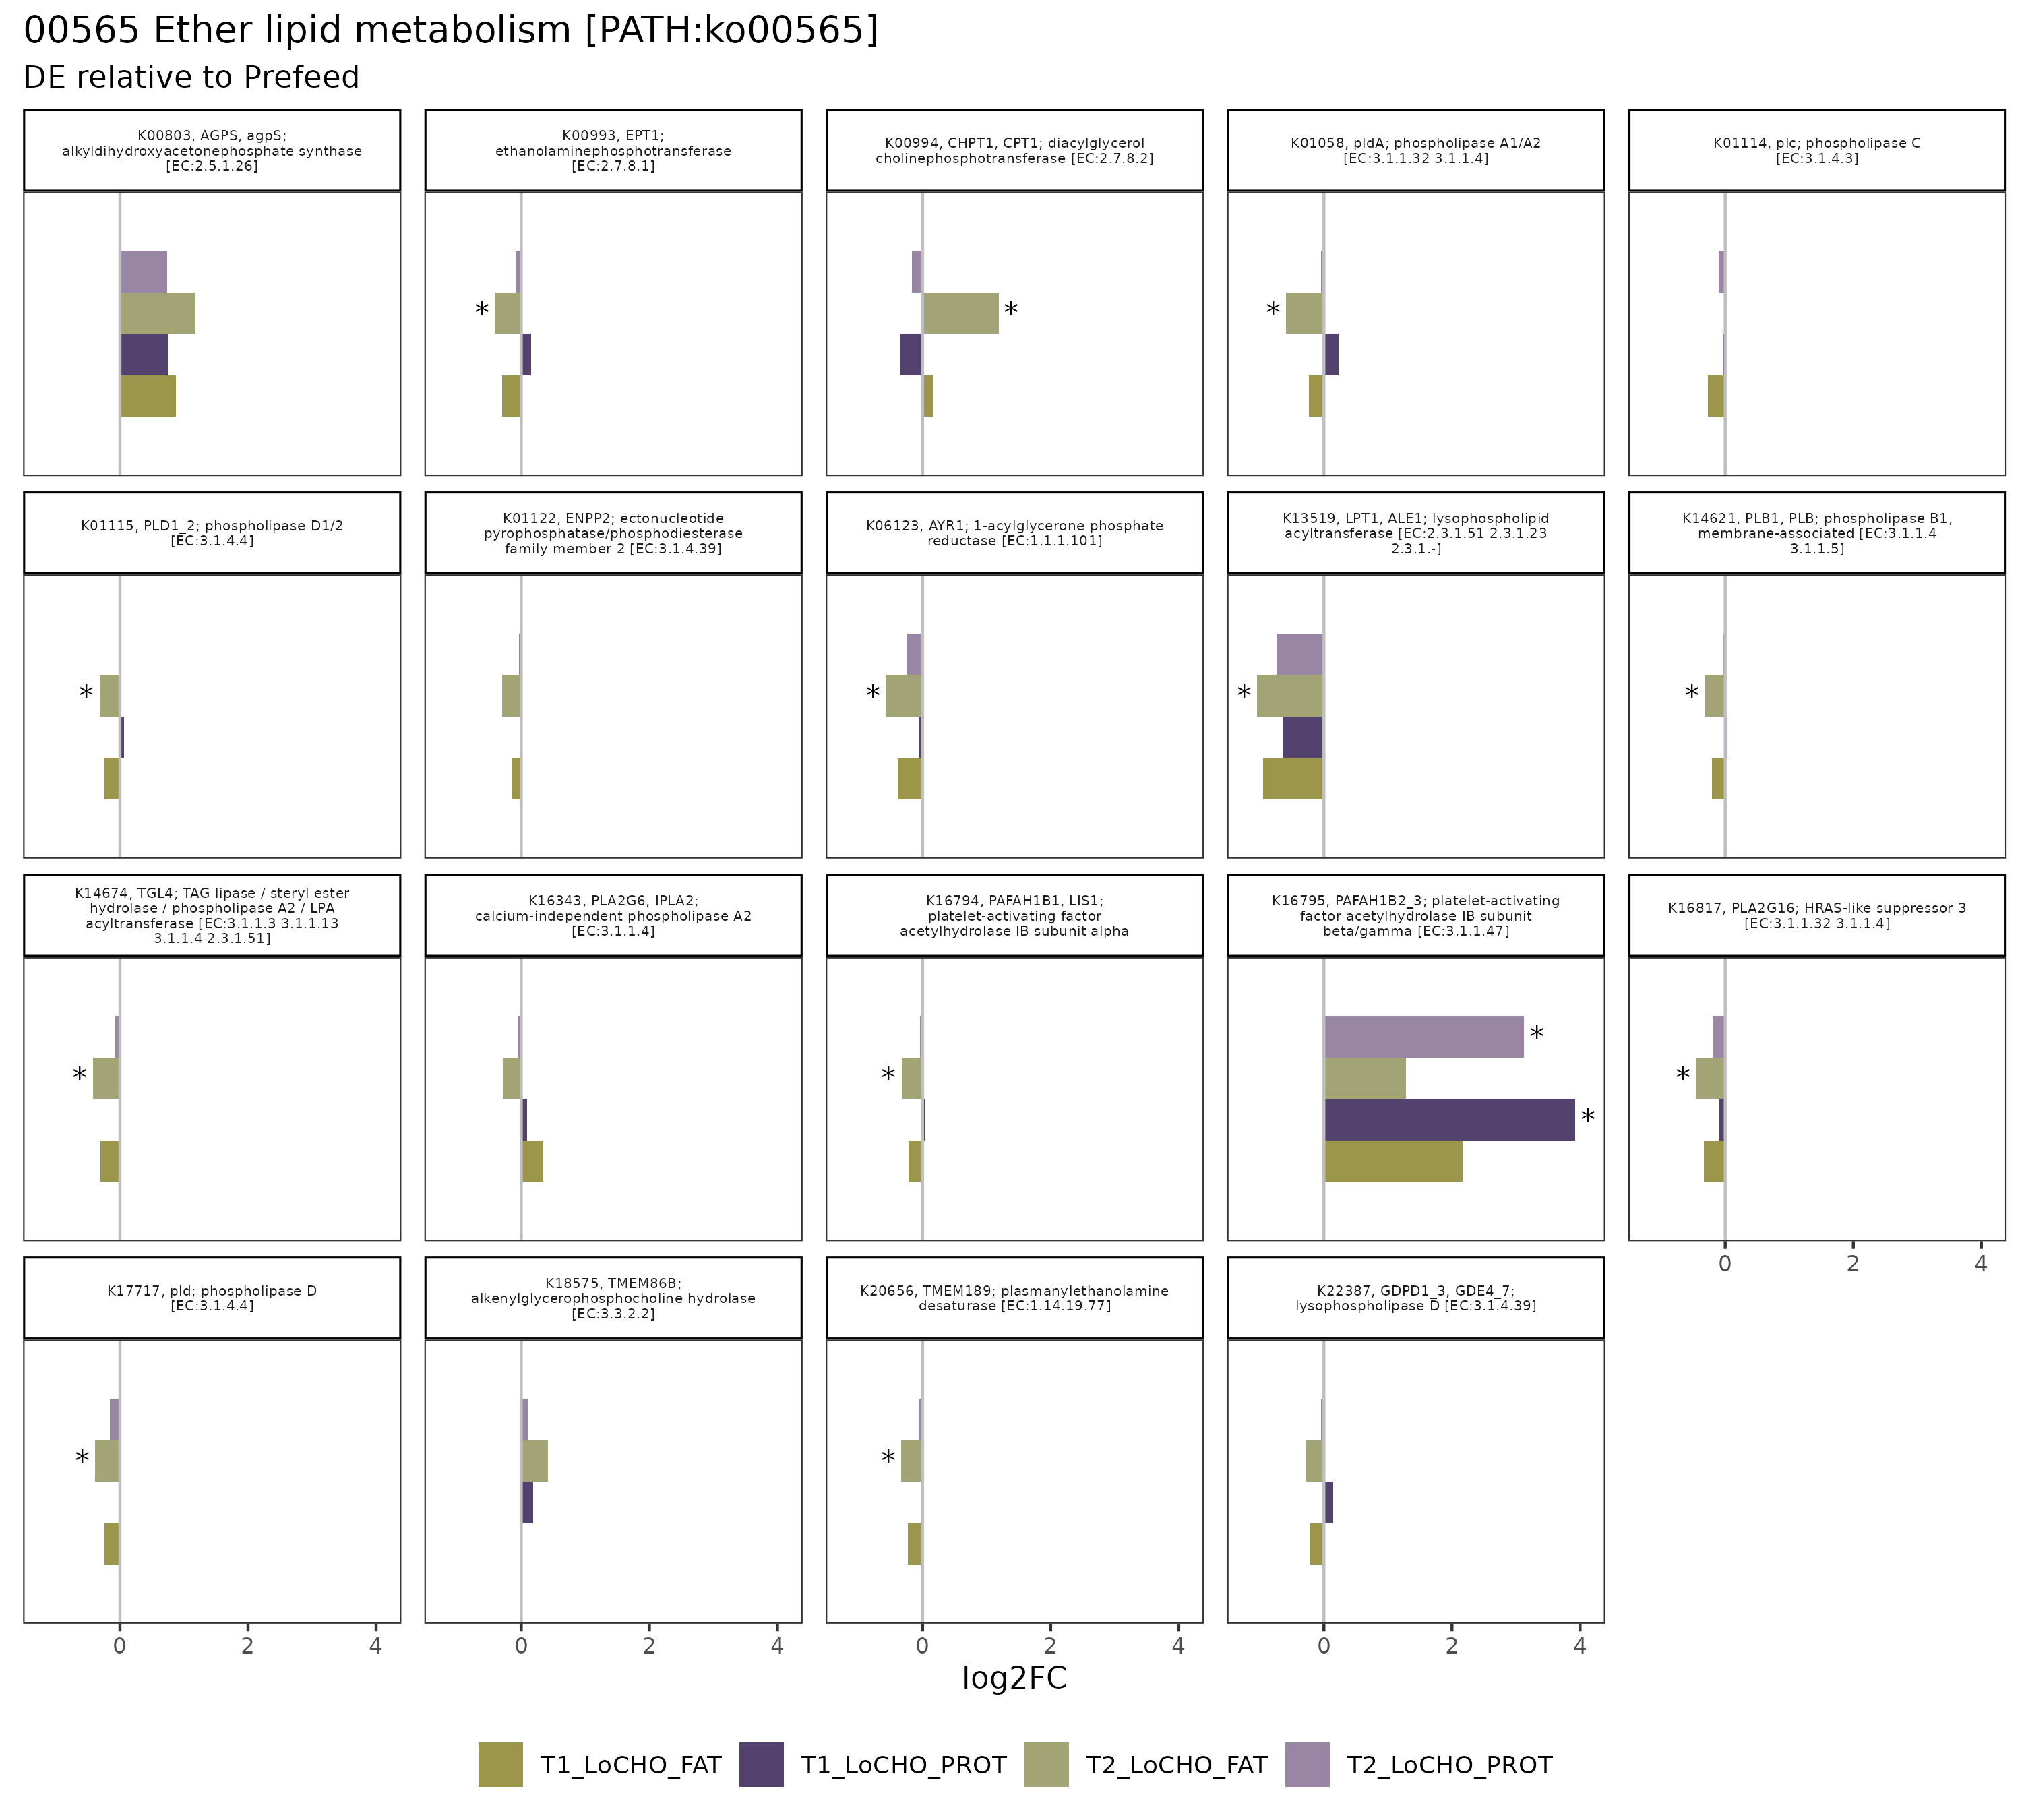 00565 Ether lipid metabolism [PATH:ko00565]
DE relative to Prefeed
K00803, AGPS, agpS;
alkyldihydroxyacetonephosphate synthase
[EC:2.5.1.26]
K00993, EPT1;
ethanolaminephosphotransferase
[EC:2.7.8.1]
K00994, CHPT1, CPT1; diacylglycerol
cholinephosphotransferase [EC:2.7.8.2]
K01058, pldA; phospholipase A1/A2
[EC:3.1.1.32 3.1.1.4]
K01114, plc; phospholipase C
[EC:3.1.4.3]
*
*
*
K01115, PLD1_2; phospholipase D1/2
[EC:3.1.4.4]
K01122, ENPP2; ectonucleotide
pyrophosphatase/phosphodiesterase
family member 2 [EC:3.1.4.39]
K06123, AYR1; 1-acylglycerone phosphate
reductase [EC:1.1.1.101]
K13519, LPT1, ALE1; lysophospholipid
acyltransferase [EC:2.3.1.51 2.3.1.23
2.3.1.-]
K14621, PLB1, PLB; phospholipase B1,
membrane-associated [EC:3.1.1.4
3.1.1.5]
*
*
*
*
K14674, TGL4; TAG lipase / steryl ester
hydrolase / phospholipase A2 / LPA
acyltransferase [EC:3.1.1.3 3.1.1.13
3.1.1.4 2.3.1.51]
K16343, PLA2G6, IPLA2;
calcium-independent phospholipase A2
[EC:3.1.1.4]
K16794, PAFAH1B1, LIS1;
platelet-activating factor
acetylhydrolase IB subunit alpha
K16795, PAFAH1B2_3; platelet-activating
factor acetylhydrolase IB subunit
beta/gamma [EC:3.1.1.47]
K16817, PLA2G16; HRAS-like suppressor 3
[EC:3.1.1.32 3.1.1.4]
*
*
*
*
*
0 2 4
K17717, pld; phospholipase D
[EC:3.1.4.4]
K18575, TMEM86B;
alkenylglycerophosphocholine hydrolase
[EC:3.3.2.2]
K20656, TMEM189; plasmanylethanolamine
desaturase [EC:1.14.19.77]
K22387, GDPD1_3, GDE4_7;
lysophospholipase D [EC:3.1.4.39]
*
*
0 2 4
0 2 4
0 2 4
0 2 4
log2FC
T1_LoCHO_FAT
T1_LoCHO_PROT
T2_LoCHO_FAT
T2_LoCHO_PROT